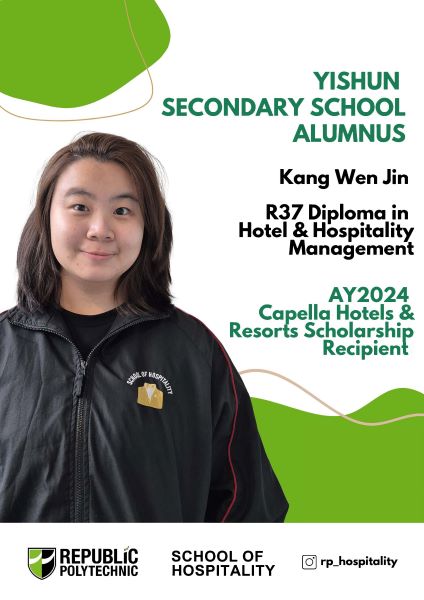 YISHUN
SECONDARY SCHOOL
ALUMNUS
Kang Wen Jin
R37 Diploma in
Hotel & Hospitality
Management
AY2024
Capella Hotels &
Resorts Scholarship
Recipient
SCHOOL OF HOSPITALITY
REPUBLIC
POLYTECHNIC
SCHOOL OF
HOSPITALITY
rp_hospitality